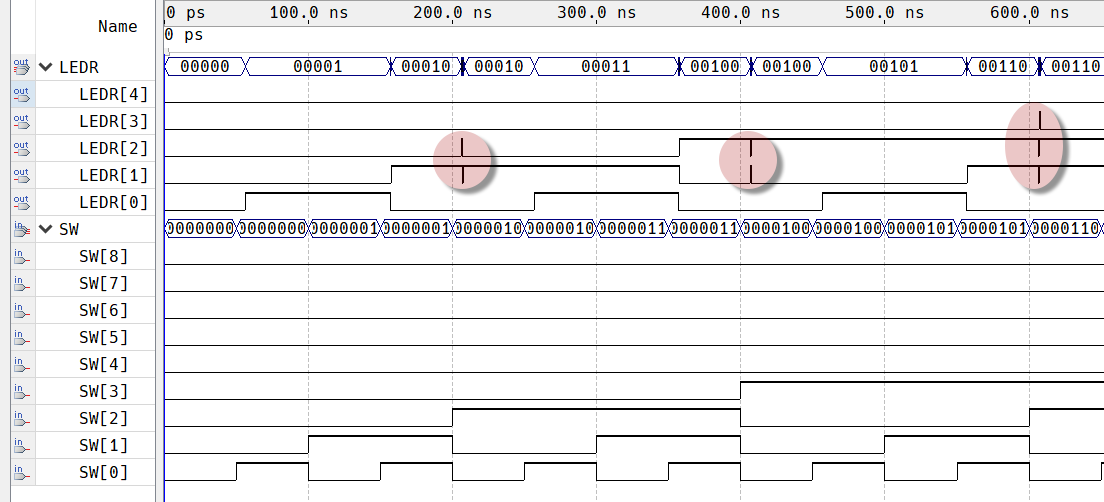 Name
0 ps 100.0 ns 200.0 ns 300.0 ns 400.0 ns 500.0 ns 600.0 ns
0 ps
out LEDR 00000 00001 00010 00010 00011 00100 00100 00101 00110 00110
out LEDR[4]
out LEDR[3]
out LEDR[2]
out LEDR[1]
out LEDR[0]
in SW 0000000 0000000 0000001 0000001 0000010 0000010 0000011 0000011 0000100 0000100 0000101 0000101 0000110
in SW[8]
in SW[7]
in SW[6]
in SW[5]
in SW[4]
in SW[3]
in SW[2]
in SW[1]
in SW[0]